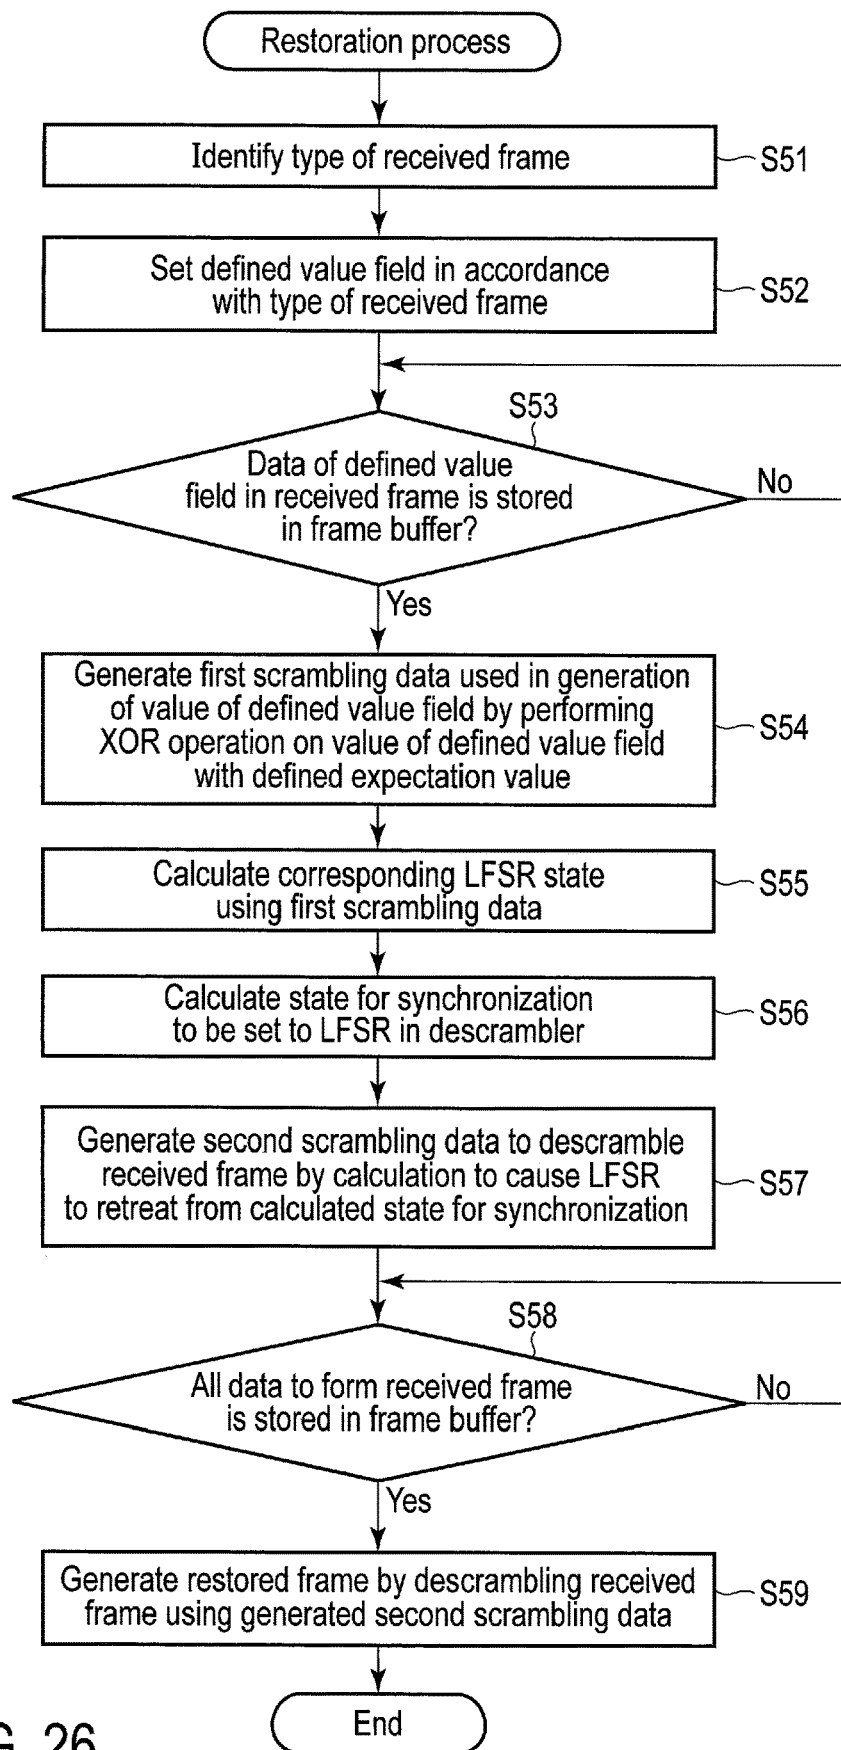 Restoration process
Identify type of received frame
S51
Set defined value field in accordance
with type of received frame
S52
S53
Data of defined value
field in received frame is stored
in frame buffer?
No
Yes
Generate first scrambling data used in generation
of value of defined value field by performing
XOR operation on value of defined value field
with defined expectation value
S54
Calculate corresponding LFSR state
using first scrambling data
S55
Calculate state for synchronization
to be set to LFSR in descrambler
S56
Generate second scrambling data to descramble
received frame by calculation to cause LFSR
to retreat from calculated state for synchronization
S57
S58
All data to form received frame
is stored in frame buffer?
No
Yes
Generate restored frame by descrambling received
frame using generated second scrambling data
S59
End
G. 26